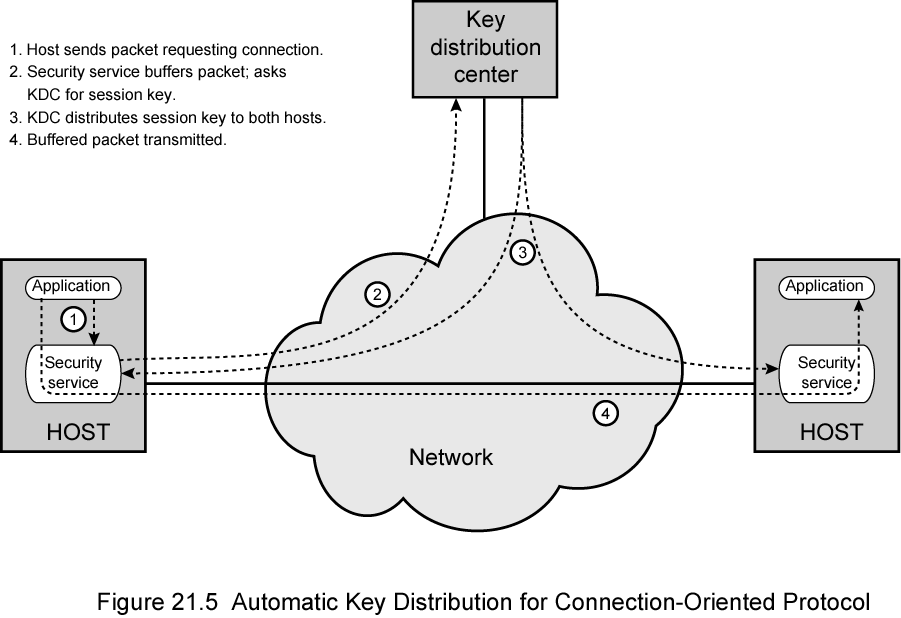 Key
distribution
center
1. Host sends packet requesting connection.
2. Security service buffers packet; asks
KDC for session key.
3. KDC distributes session key to both hosts.
4. Buffered packet transmitted.
3
2
Application
1
Security
service
HOST
Application
Security
service
HOST
4
Network
Figure 21.5 Automatic Key Distribution for Connection-Oriented Protocol